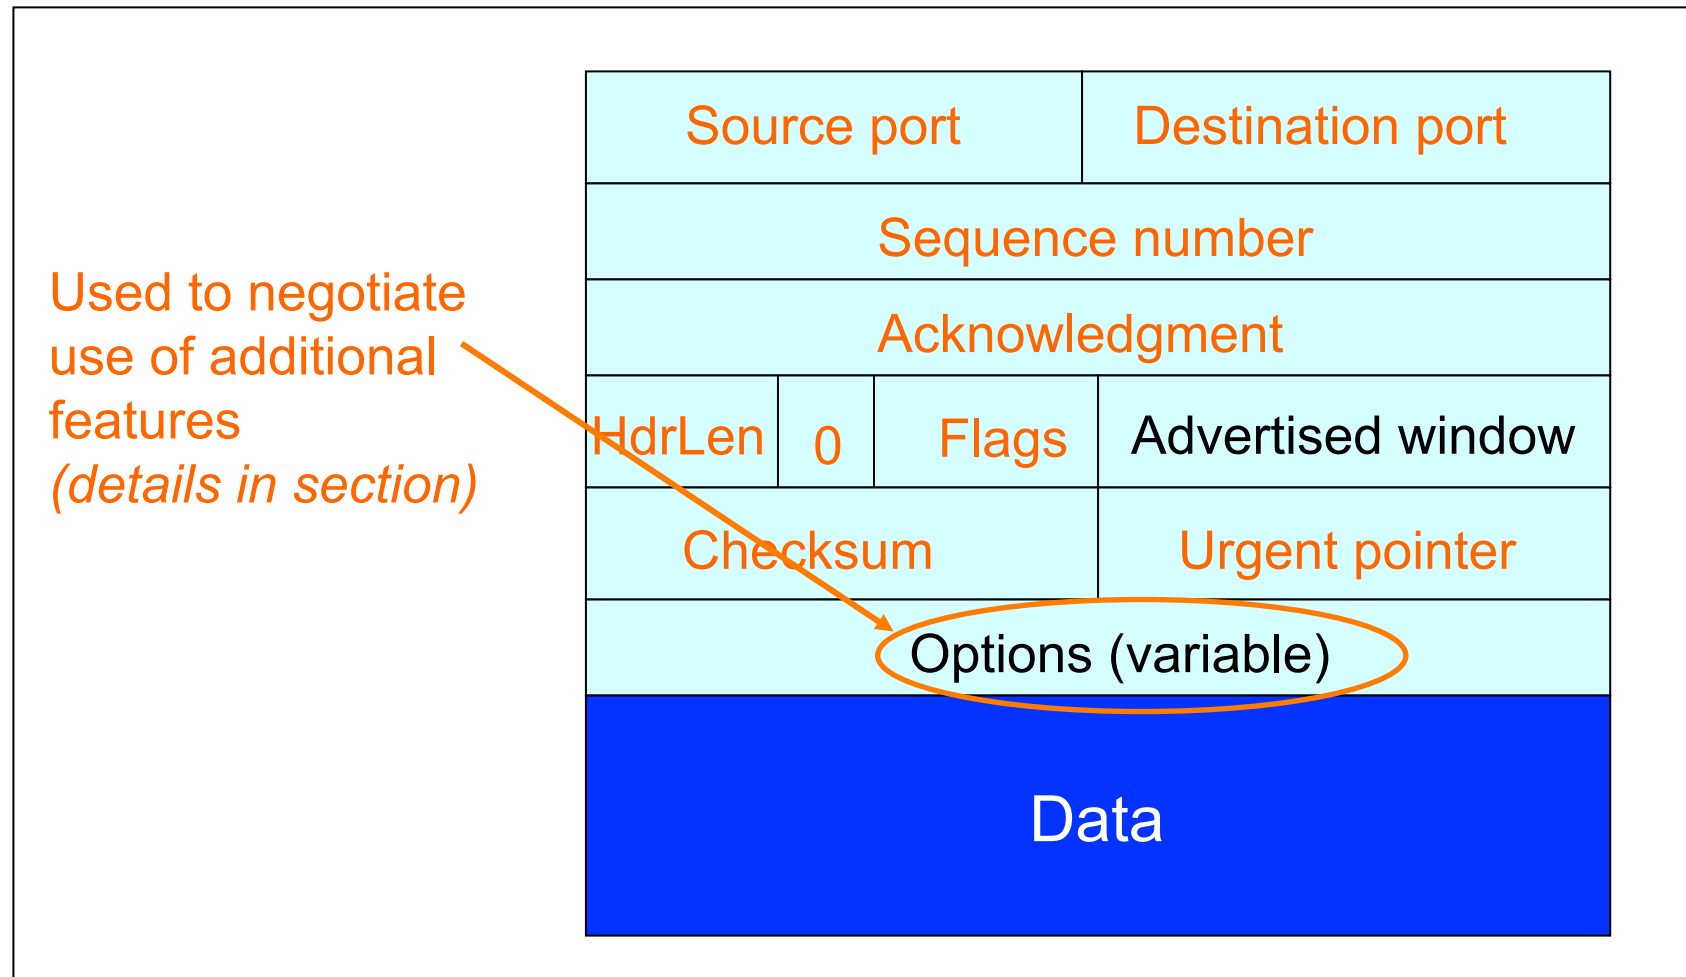 Source port
Destination port
Sequence number
Used to negotiate
use of additional
features
(details in section)
Acknowledgment
HdrLen
0
Flags
Advertised window
Checksum
Urgent pointer
Options (variable)
Data